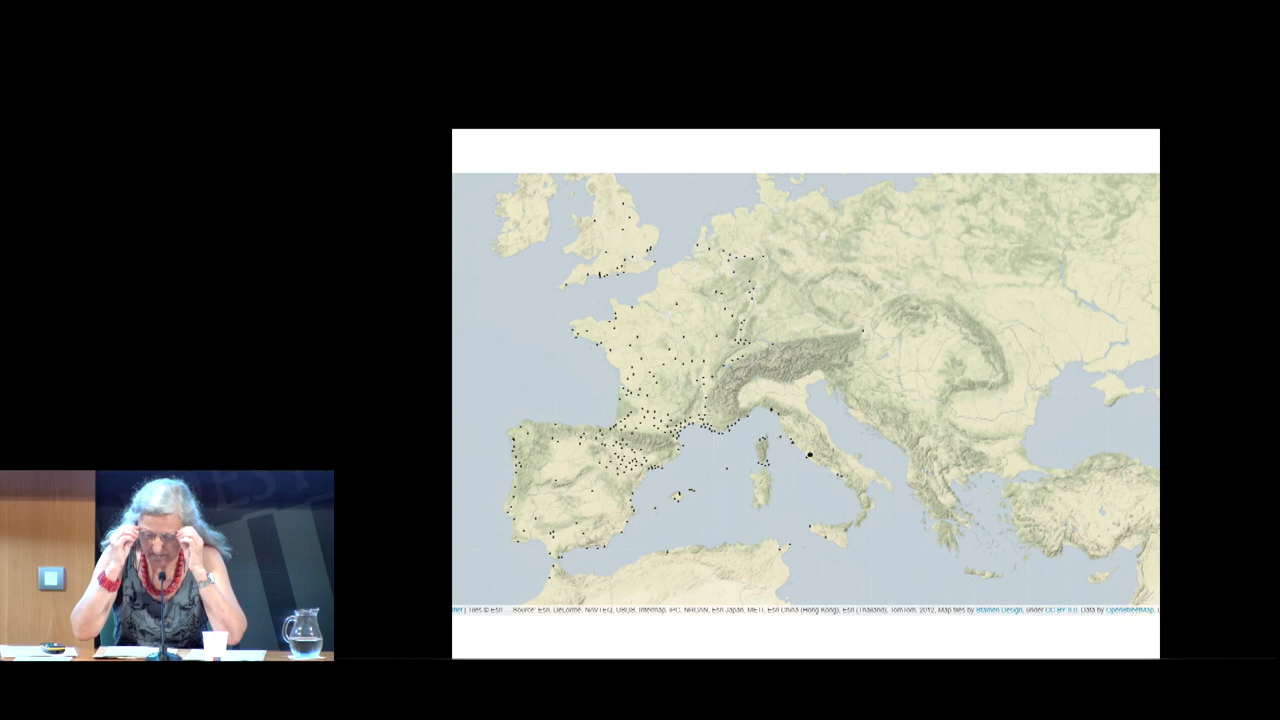 EST
| Tiles © Esri — Source: Esri, DeLorme, NAVTEQ, USGS, Intermap, iPC, NRCAN, Esri Japan, METI, Esri China (Hong Kong), Esri (Thailand), TomTom, 2012, Map tiles by Stamen Design, under CC BY 3.0. Data by OpenStreetMap,